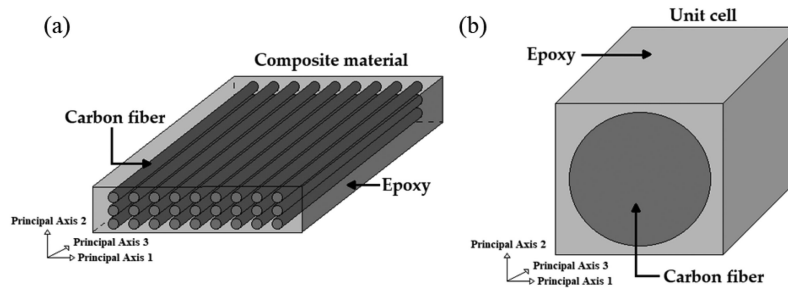 (a)
Composite material
Carbon fiber
Epoxy
Principal Axis 2
Principal Axis 3
Principal Axis 1
(b)
Unit cell
Epoxy
Principal Axis 2
Principal Axis 3
Principal Axis 1
Carbon fiber